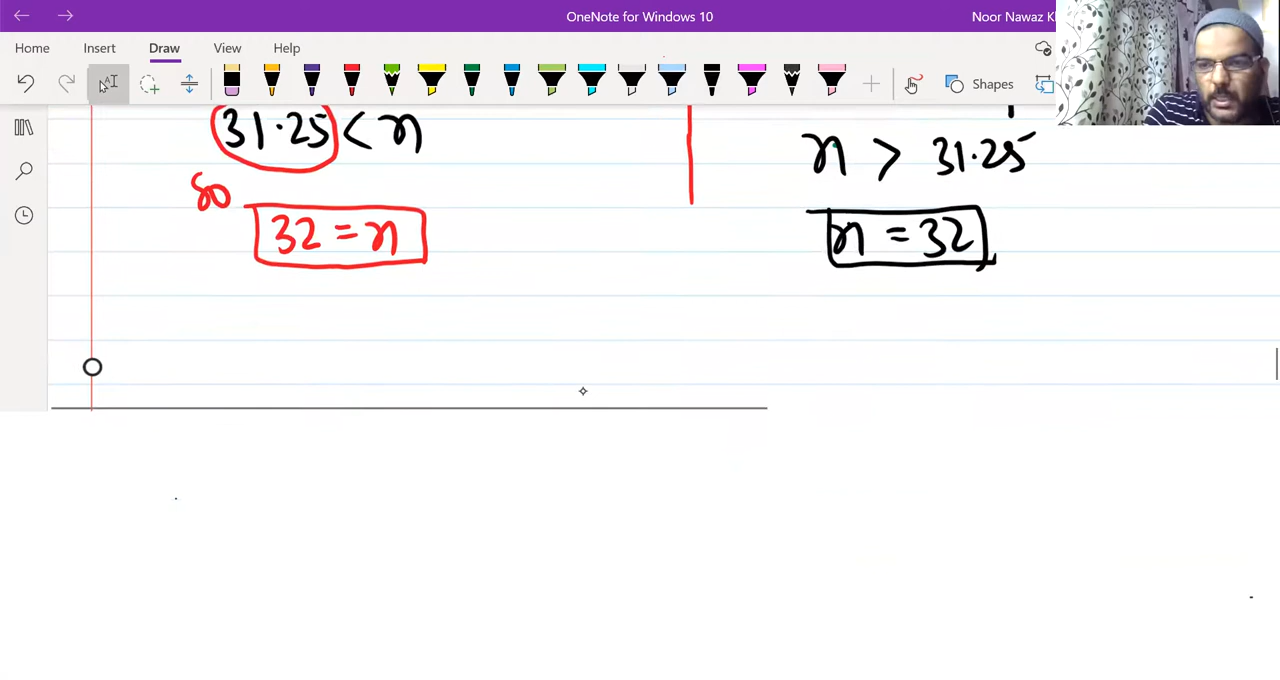 OneNote for Windows 10
Noor Nawaz Kh
Home Insert Draw View Help
Shapes
31.25 < n
so
32 = n
n > 31.25
n = 32